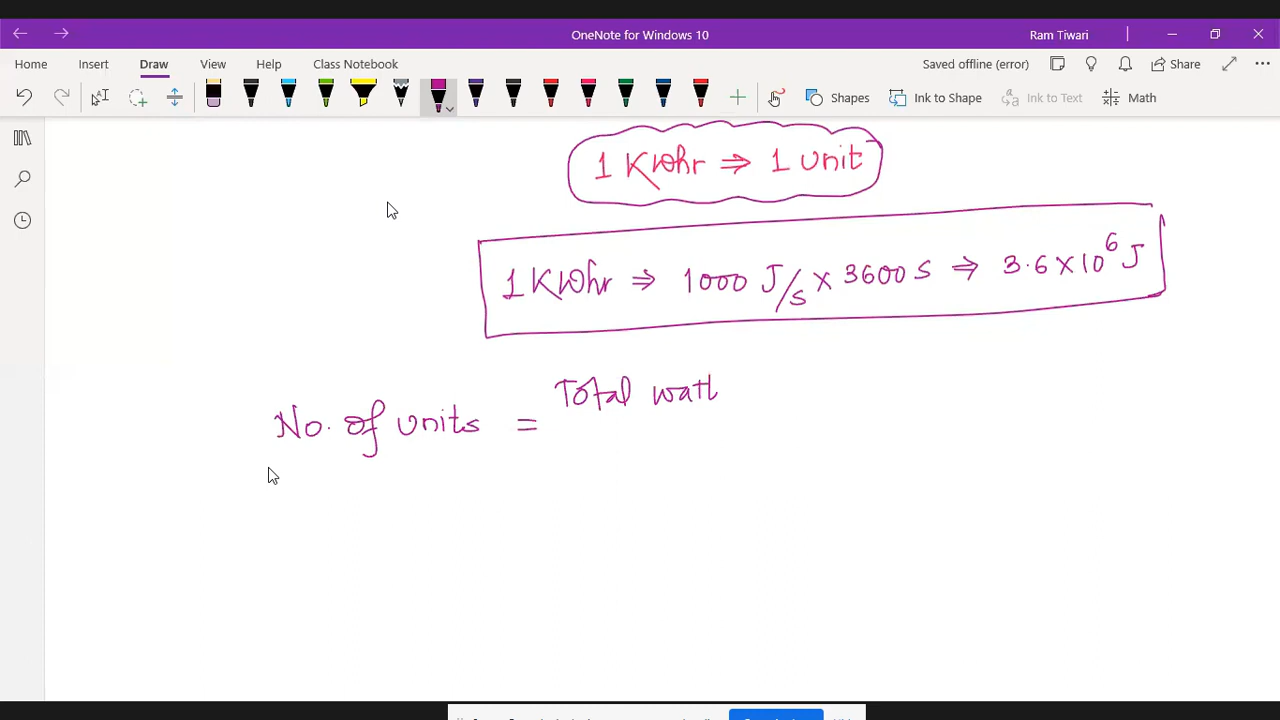 OneNote for Windows 10
Ram Tiwari
Home Insert Draw View Help Class Notebook
Saved offline (error) Share
Shapes Ink to Shape Ink to Text Math
1 KWhr ⇒ 1 Unit
1 KWhr ⇒ 1000 J/s × 3600 S ⇒ 3.6 × 10⁶ J
Total watt
No. of units =